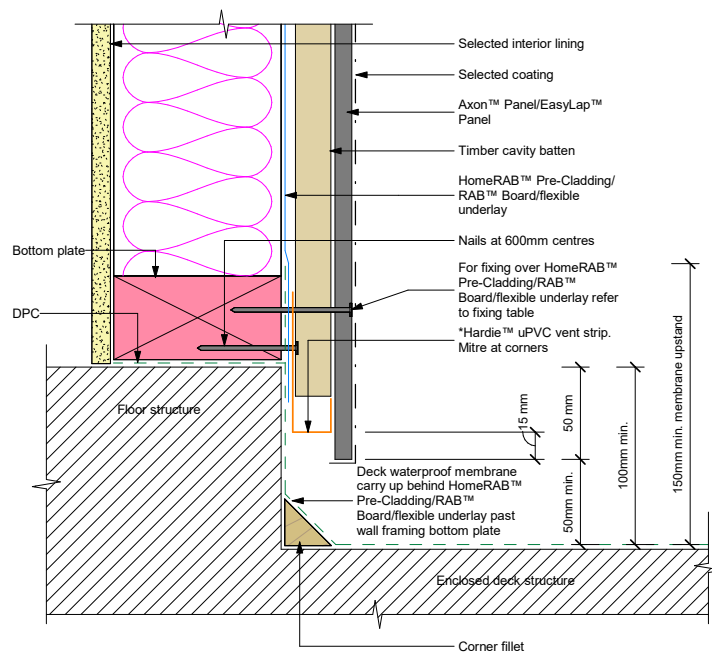 Selected interior lining
Selected coating
Axon™ Panel/EasyLap™
Panel
Timber cavity batten
HomeRAB™ Pre-Cladding/
RAB™ Board/flexible
underlay
Nails at 600mm centres
Bottom plate
For fixing over HomeRAB™
Pre-Cladding/RAB™
Board/flexible underlay refer
to fixing table
DPC
*Hardie™ uPVC vent strip.
Mitre at corners
Floor structure
15 mm
50 mm
50mm min.
100mm min.
150mm min. membrane upstand
Deck waterproof membrane
carry up behind HomeRAB™
Pre-Cladding/RAB™
Board/flexible underlay past
wall framing bottom plate
Enclosed deck structure
Corner fillet